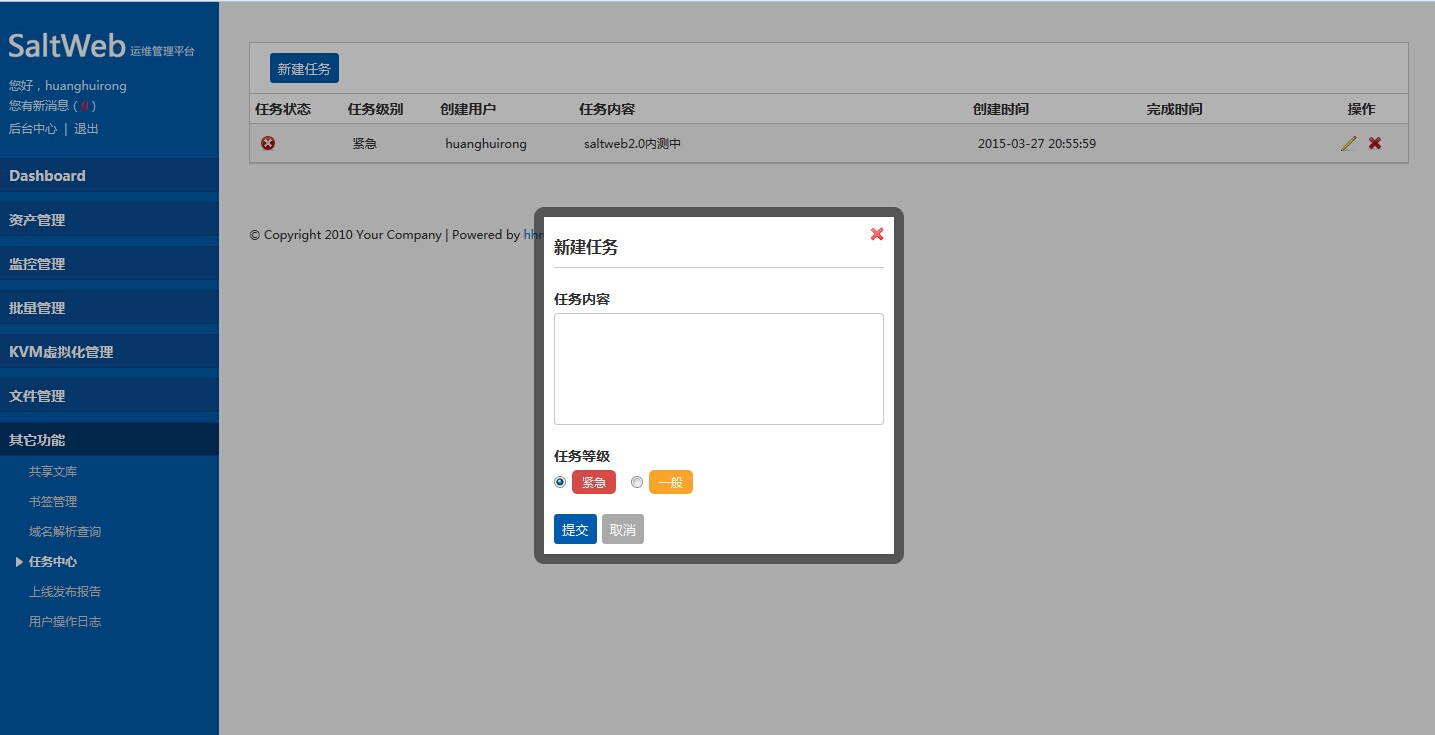 SaltWeb 运维管理平台
您好，huanghuirong
您有新消息 ( 0 )
后台中心 | 退出
Dashboard
资产管理
监控管理
批量管理
KVM虚拟化管理
文件管理
其它功能
共享文库
书签管理
域名解析查询
任务中心
上线发布报告
用户操作日志
新建任务
任务状态 任务级别 创建用户 任务内容 创建时间 完成时间 操作
紧急 huanghuirong saltweb2.0内测中 2015-03-27 20:55:59
© Copyright 2010 Your Company | Powered by
新建任务
任务内容
任务等级
紧急 一般
提交 取消